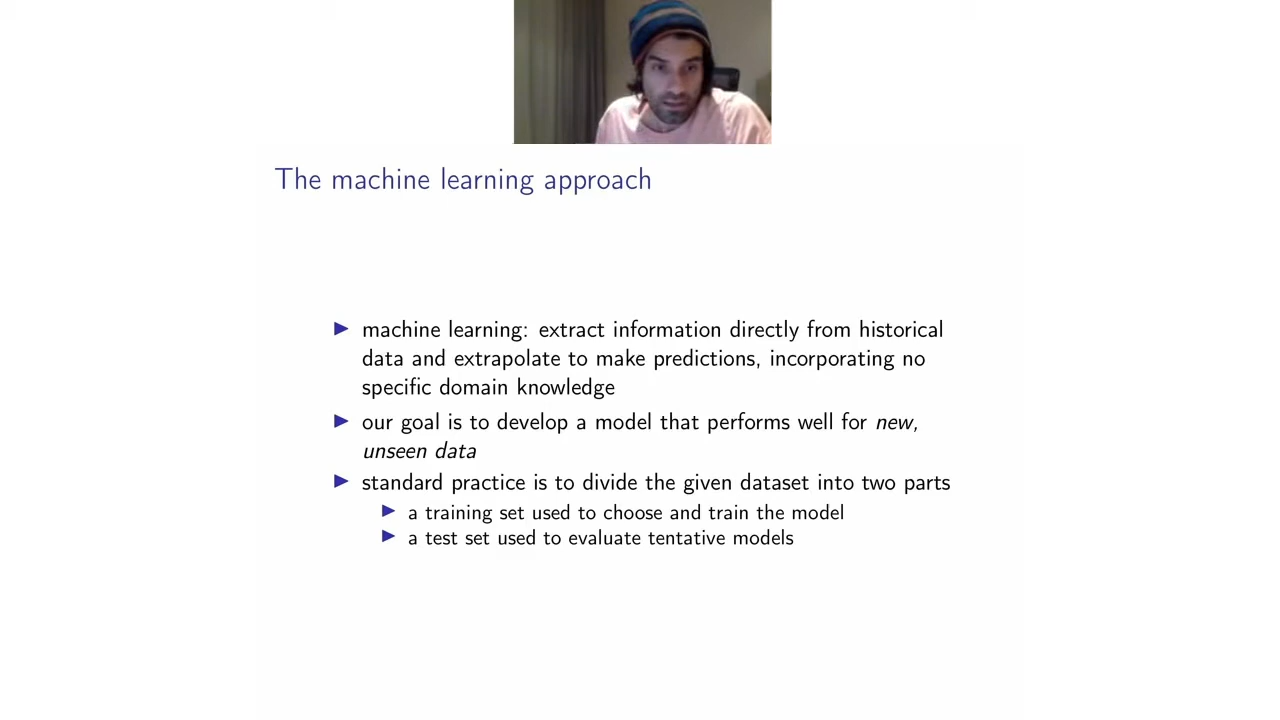 The machine learning approach
machine learning: extract information directly from historical
data and extrapolate to make predictions, incorporating no
specific domain knowledge
our goal is to develop a model that performs well for new,
unseen data
standard practice is to divide the given dataset into two parts
a training set used to choose and train the model
a test set used to evaluate tentative models